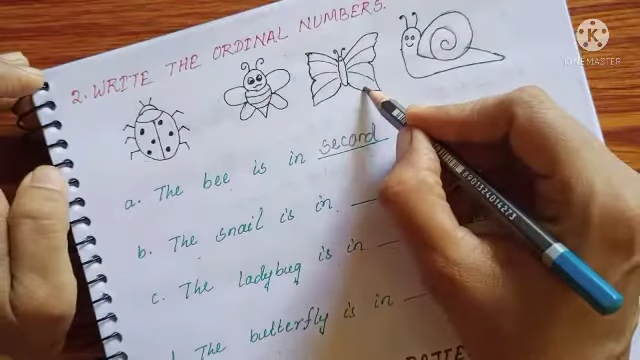 KINEMASTER
2. WRITE THE ORDINAL NUMBERS.
a. The bee is in second
b. The snail is in
c. The ladybug is in
The butterfly is in
6901324014273